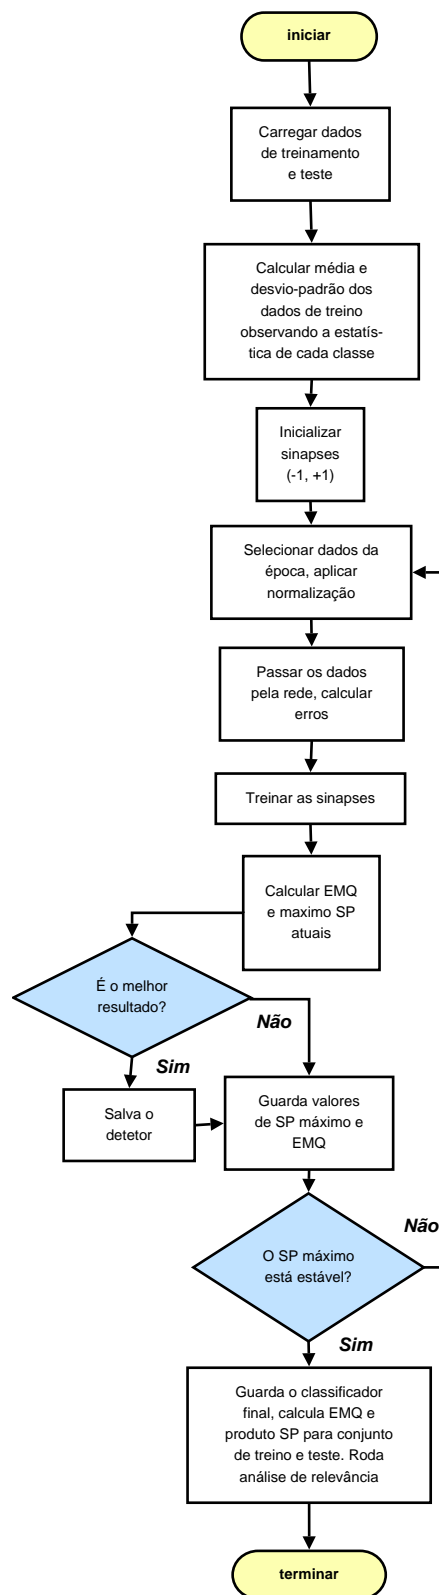 iniciar
Carregar dados
de treinamento
e teste
Calcular média e
desvio-padrão dos
dados de treino
observando a estatís-
tica de cada classe
Inicializar
sinapses
(-1, +1)
Selecionar dados da
época, aplicar
normalização
Passar os dados
pela rede, calcular
erros
Treinar as sinapses
Calcular EMQ
e maximo SP
atuais
É o melhor
resultado?
Não
Sim
Salva o
detetor
Guarda valores
de SP máximo e
EMQ
O SP máximo
está estável?
Não
Sim
Guarda o classificador
final, calcula EMQ e
produto SP para conjunto
de treino e teste. Roda
análise de relevância
terminar